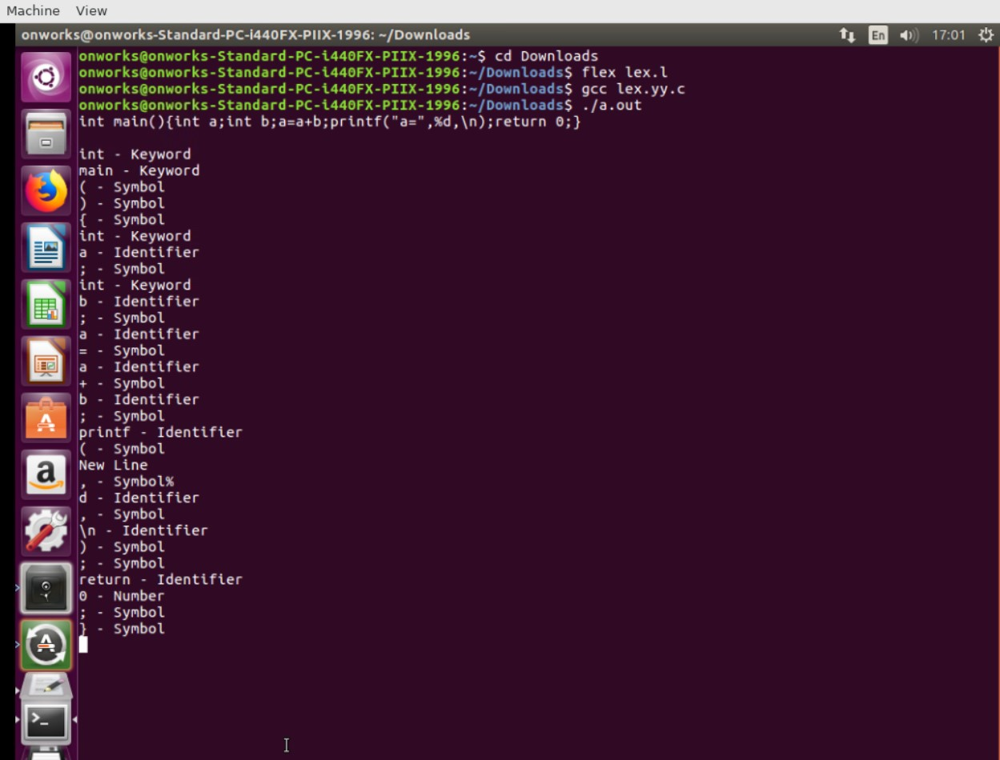 Machine View
onworks@onworks-Standard-PC-i440FX-PIIX-1996: ~/Downloads
En 17:01
onworks@onworks-Standard-PC-i440FX-PIIX-1996:~$ cd Downloads
onworks@onworks-Standard-PC-i440FX-PIIX-1996:~/Downloads$ flex lex.l
onworks@onworks-Standard-PC-i440FX-PIIX-1996:~/Downloads$ gcc lex.yy.c
onworks@onworks-Standard-PC-i440FX-PIIX-1996:~/Downloads$ ./a.out
int main(){int a;int b;a=a+b;printf("a=",%d,\n);return 0;}
int - Keyword
main - Keyword
( - Symbol
) - Symbol
{ - Symbol
int - Keyword
a - Identifier
; - Symbol
int - Keyword
b - Identifier
; - Symbol
a - Identifier
= - Symbol
a - Identifier
+ - Symbol
b - Identifier
; - Symbol
printf - Identifier
( - Symbol
New Line
, - Symbol%
d - Identifier
, - Symbol
\n - Identifier
) - Symbol
; - Symbol
return - Identifier
0 - Number
; - Symbol
} - Symbol